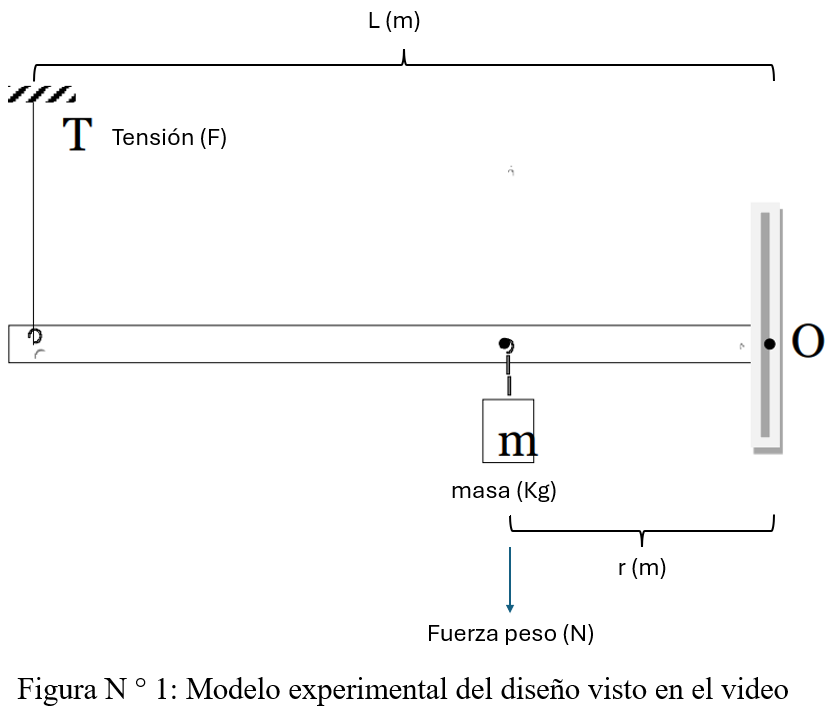 L (m)
T Tensión (F)
O
m
masa (Kg)
r (m)
Fuerza peso (N)
Figura N ° 1: Modelo experimental del diseño visto en el video